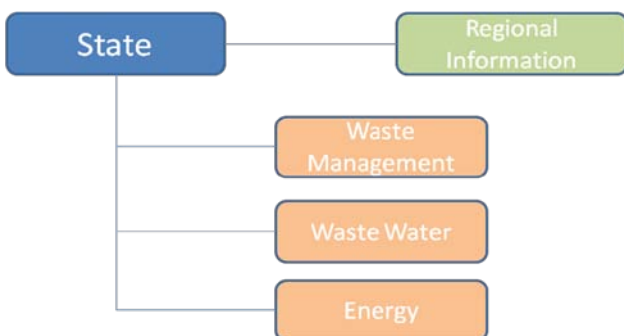 State
Regional
Information
Waste
Management
Waste Water
Energy